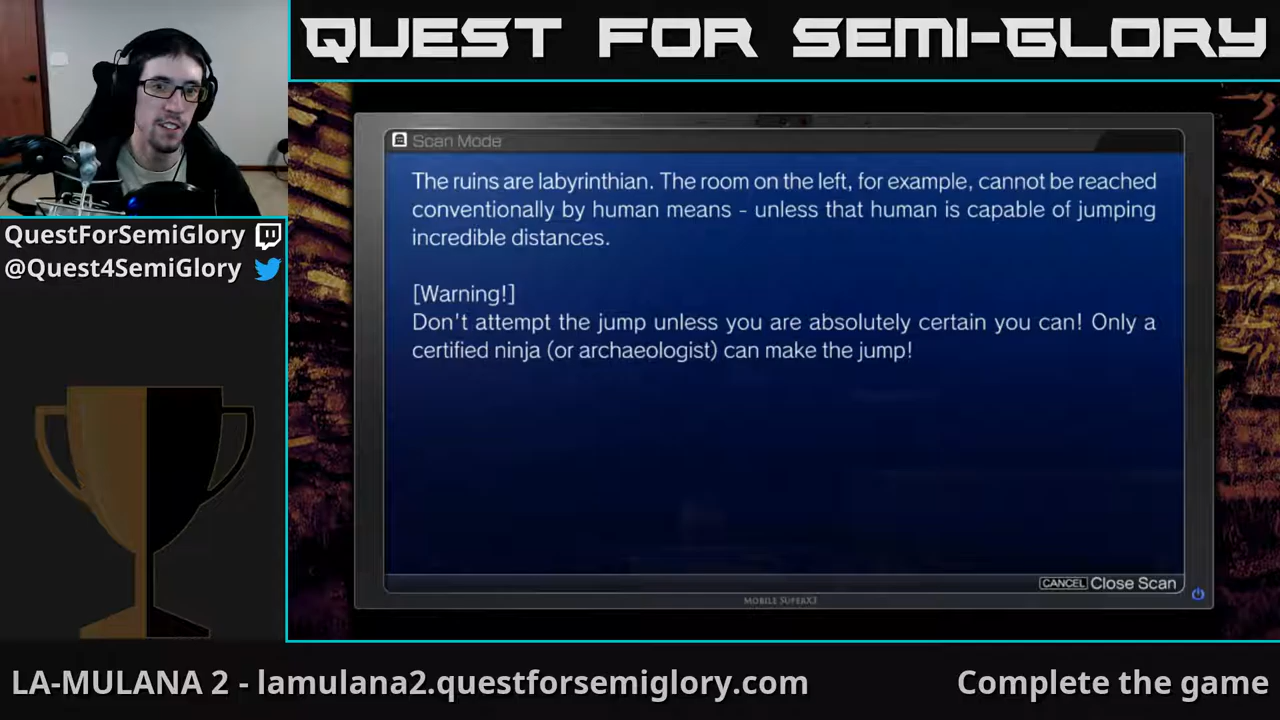 QUEST FOR SEMI-GLORY
QuestForSemiGlory
@Quest4SemiGlory
Scan Mode
The ruins are labyrinthian. The room on the left, for example, cannot be reached
conventionally by human means - unless that human is capable of jumping
incredible distances.
[Warning!]
Don't attempt the jump unless you are absolutely certain you can! Only a
certified ninja (or archaeologist) can make the jump!
CANCEL Close Scan
MOBILE SUPERX3
LA-MULANA 2 - lamulana2.questforsemiglory.com
Complete the game